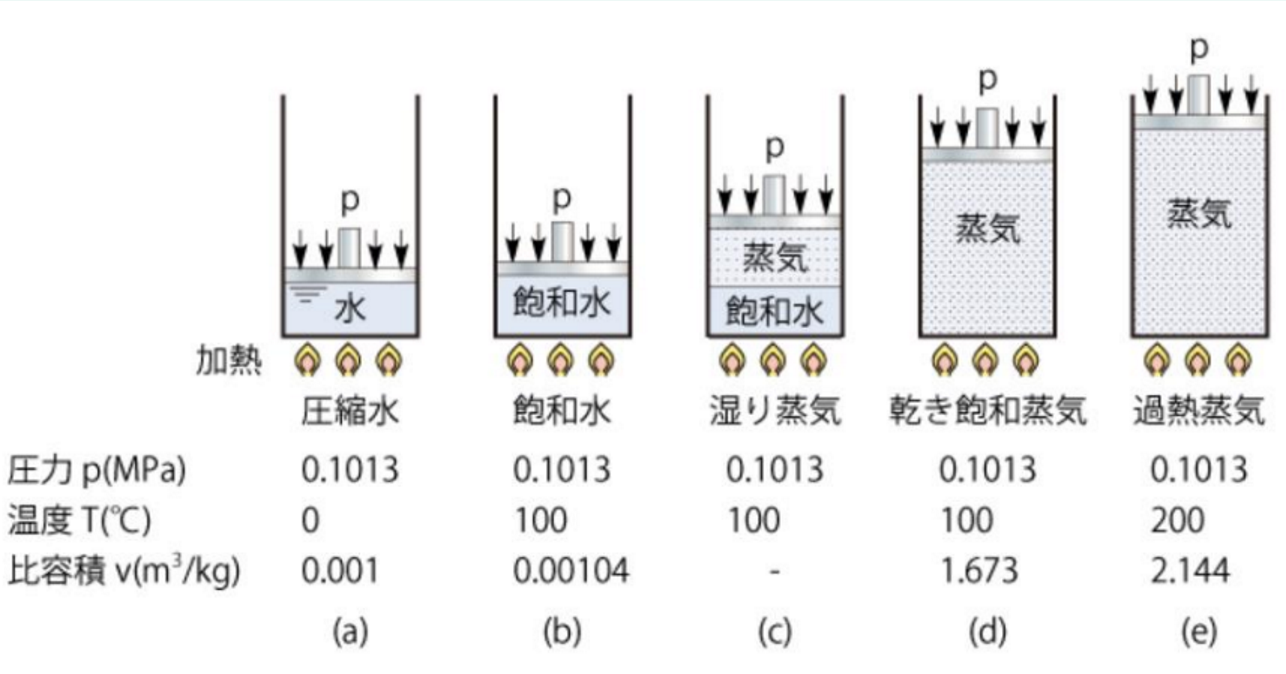 p
p
p
p
p
水
飽和水
蒸気
飽和水
蒸気
蒸気
加熱
圧縮水 飽和水 湿り蒸気 乾き飽和蒸気 過熱蒸気
圧力 p(MPa) 0.1013 0.1013 0.1013 0.1013 0.1013
温度 T(℃) 0 100 100 100 200
比容積 v(m³/kg) 0.001 0.00104 - 1.673 2.144
(a) (b) (c) (d) (e)